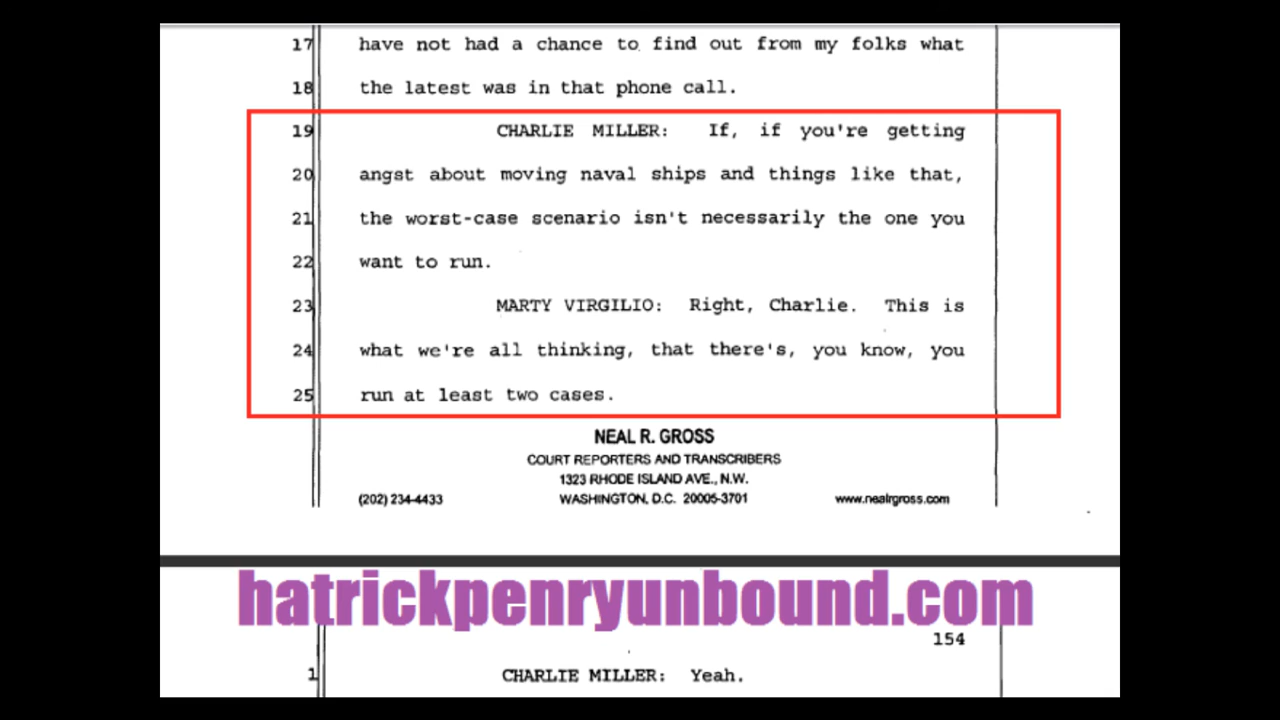 17 have not had a chance to find out from my folks what
18 the latest was in that phone call.
19 CHARLIE MILLER: If, if you're getting
20 angst about moving naval ships and things like that,
21 the worst-case scenario isn't necessarily the one you
22 want to run.
23 MARTY VIRGILIO: Right, Charlie. This is
24 what we're all thinking, that there's, you know, you
25 run at least two cases.
NEAL R. GROSS
COURT REPORTERS AND TRANSCRIBERS
1323 RHODE ISLAND AVE., N.W.
(202) 234-4433 WASHINGTON, D.C. 20005-3701 www.nealrgross.com
hatrickpenryunbound.com
154
1 CHARLIE MILLER: Yeah.